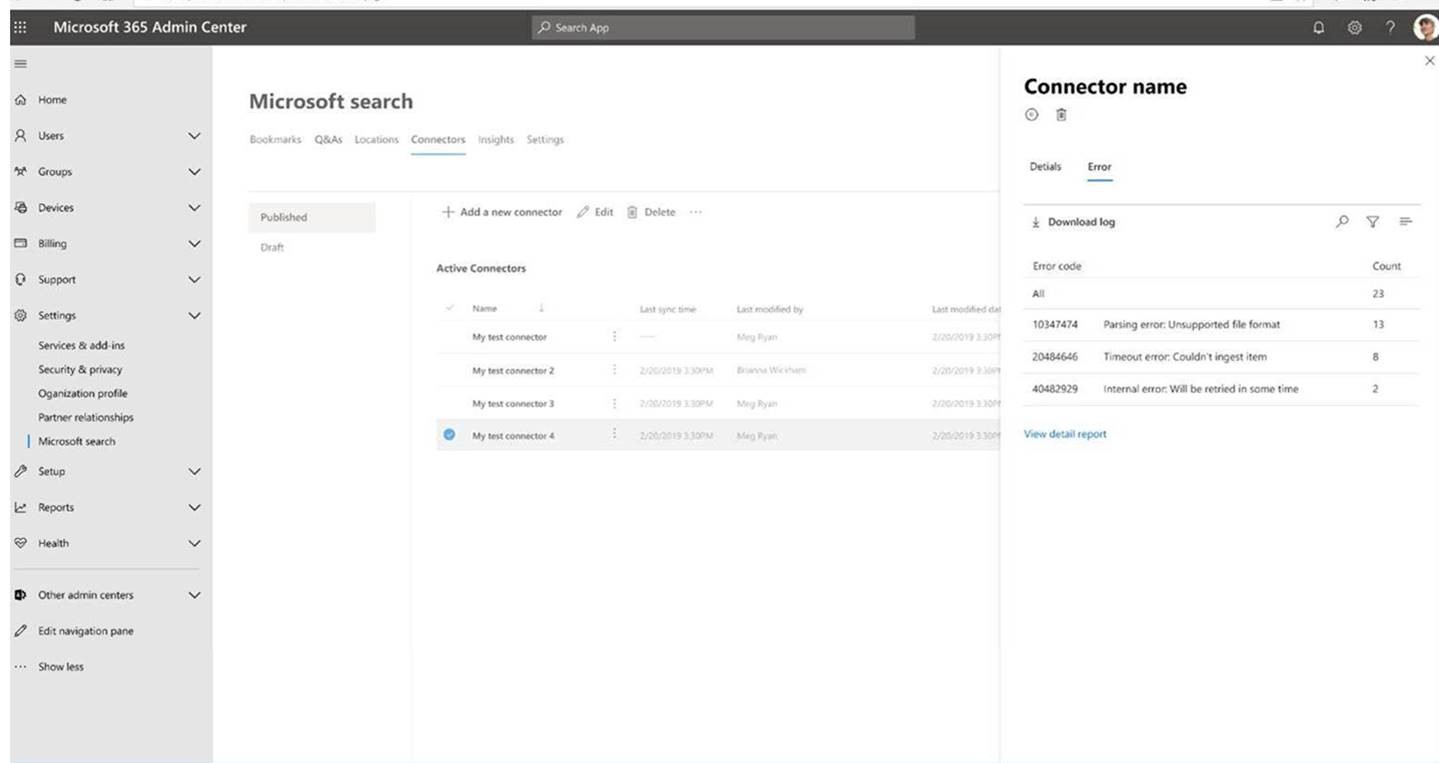 Microsoft 365 Admin Center
Search App
?
Home
Users
Groups
Devices
Billing
Support
Settings
Services & add-ins
Security & privacy
Oganization profile
Partner relationships
Microsoft search
Setup
Reports
Health
Other admin centers
Edit navigation pane
Show less
Microsoft search
Bookmarks Q&As Locations Connectors Insights Settings
Published
Draft
Add a new connector Edit Delete
Active Connectors
Name Last sync time Last modified by Last modified dat
My test connector Meg Ryan 2/20/2019 3:30P
My test connector 2 2/20/2019 3:30PM Brianna Wickham 2/20/2019 3:30P
My test connector 3 2/20/2019 3:30PM Meg Ryan 2/20/2019 3:30P
My test connector 4 2/20/2019 3:30PM Meg Ryan 2/20/2019 3:30P
Connector name
Detials Error
Download log
Error code Count
All 23
10347474 Parsing error: Unsupported file format 13
20484646 Timeout error: Couldn't ingest item 8
40482929 Internal error: Will be retried in some time 2
View detail report